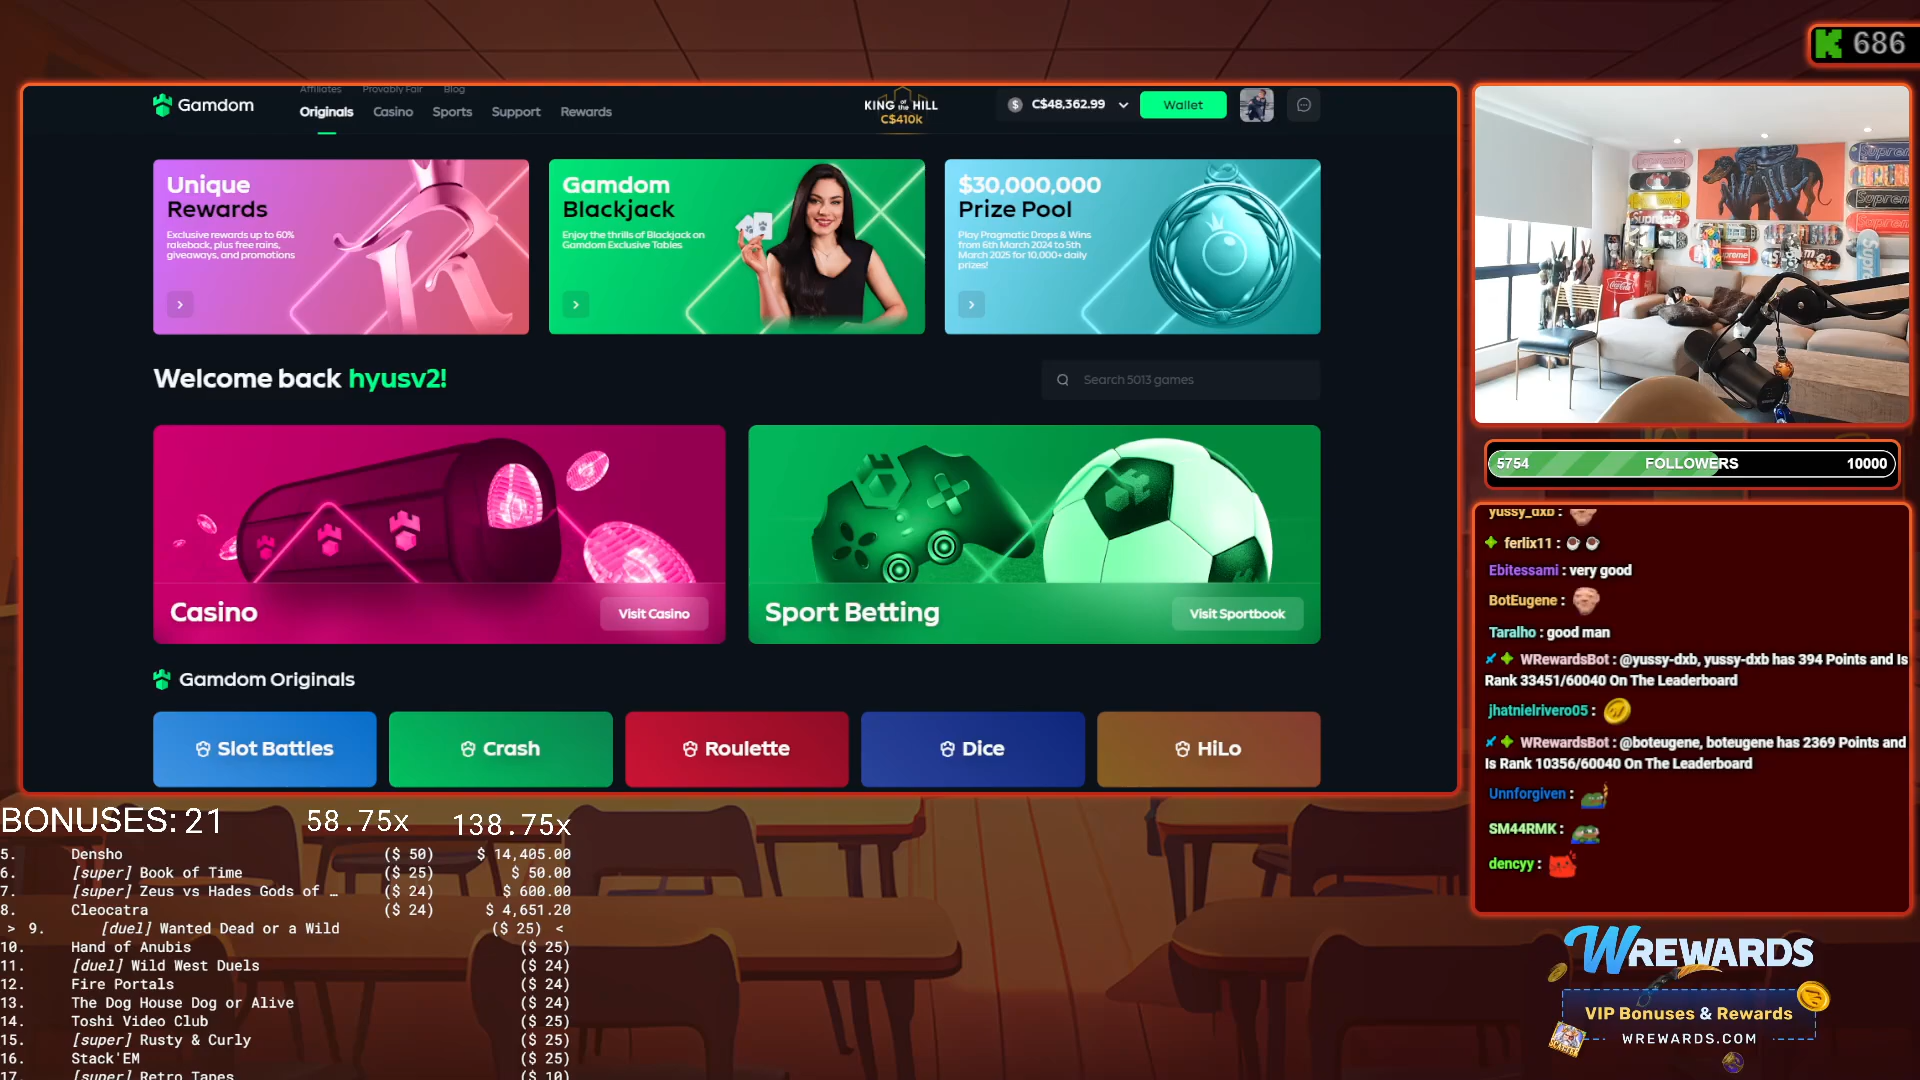 686
Affiliates Provably Fair Blog
Gamdom
Originals Casino Sports Support Rewards
KING of the HILL
C$410k
C$48,362.99
Wallet
Unique
Rewards
Exclusive rewards up to 60%
rakeback, plus free rains,
giveaways, and promotions
Gamdom
Blackjack
Enjoy the thrills of Blackjack on
Gamdom Exclusive Tables
$30,000,000
Prize Pool
Play Pragmatic Drops & Wins
from 6th March 2024 to 5th
March 2025 for 10,000+ daily
prizes!
Welcome back hyusv2!
Search 5013 games
Casino
Visit Casino
Sport Betting
Visit Sportbook
Gamdom Originals
Slot Battles
Crash
Roulette
Dice
HiLo
5754 FOLLOWERS 10000
yussy_dxb :
ferlix11 :
Ebitessami : very good
BotEugene :
Taralho : good man
WRewardsBot : @yussy-dxb, yussy-dxb has 394 Points and Is
Rank 33451/60040 On The Leaderboard
jhatnielrivero05 :
WRewardsBot : @boteugene, boteugene has 2369 Points and
Is Rank 10356/60040 On The Leaderboard
Unnforgiven :
SM44RMK :
dencyy :
BONUSES: 21 58.75x 138.75x
5. Densho ($ 50) $ 14,405.00
6. [super] Book of Time ($ 25) $ 50.00
7. [super] Zeus vs Hades Gods of … ($ 24) $ 600.00
8. Cleocatra ($ 24) $ 4,651.20
> 9. [duel] Wanted Dead or a Wild ($ 25) <
10. Hand of Anubis ($ 25)
11. [duel] Wild West Duels ($ 24)
12. Fire Portals ($ 24)
13. The Dog House Dog or Alive ($ 24)
14. Toshi Video Club ($ 25)
15. [super] Rusty & Curly ($ 25)
16. Stack'EM ($ 25)
17. [super] Retro Tapes ($ 10)
WREWARDS
VIP Bonuses & Rewards
WREWARDS.COM